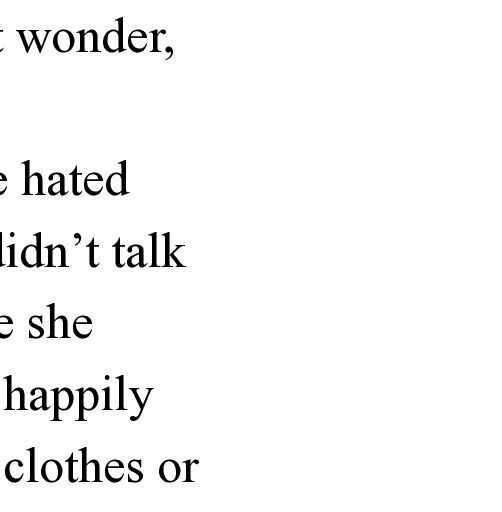 t wonder,
e hated
didn’t talk
e she
happily
clothes or